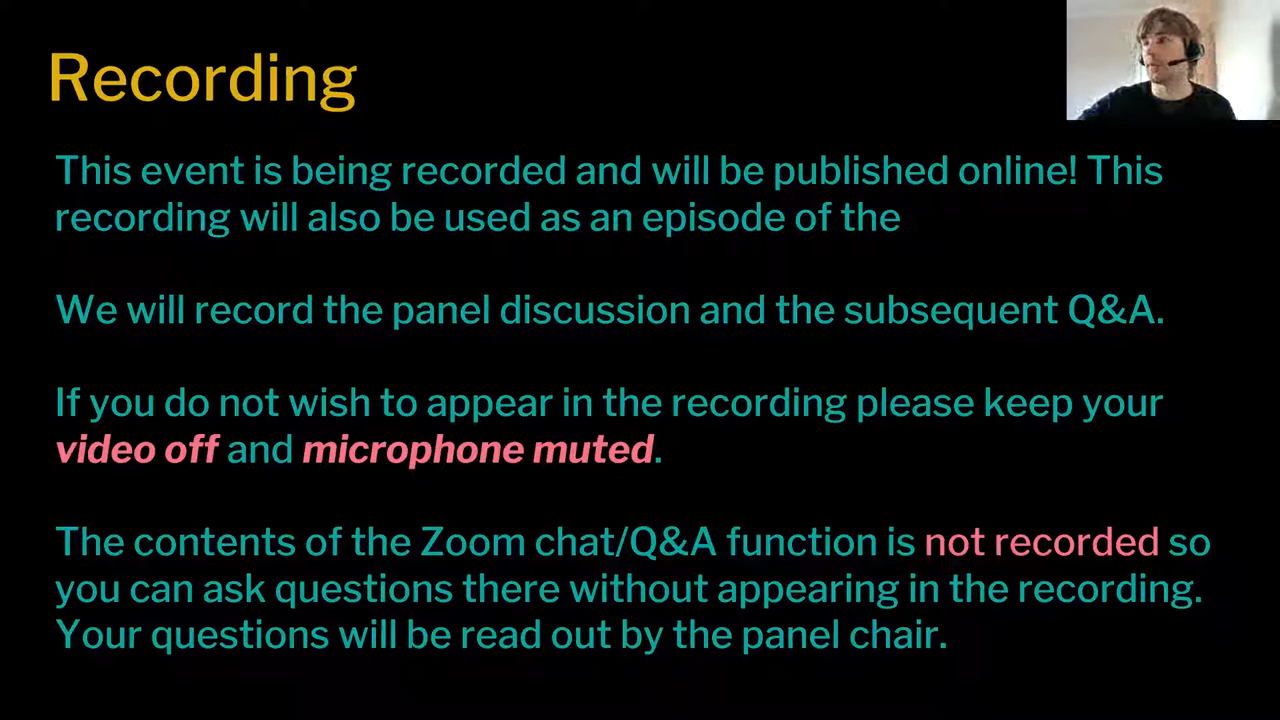 Recording
This event is being recorded and will be published online! This
recording will also be used as an episode of the
We will record the panel discussion and the subsequent Q&A.
If you do not wish to appear in the recording please keep your
video off and microphone muted.
The contents of the Zoom chat/Q&A function is not recorded so
you can ask questions there without appearing in the recording.
Your questions will be read out by the panel chair.